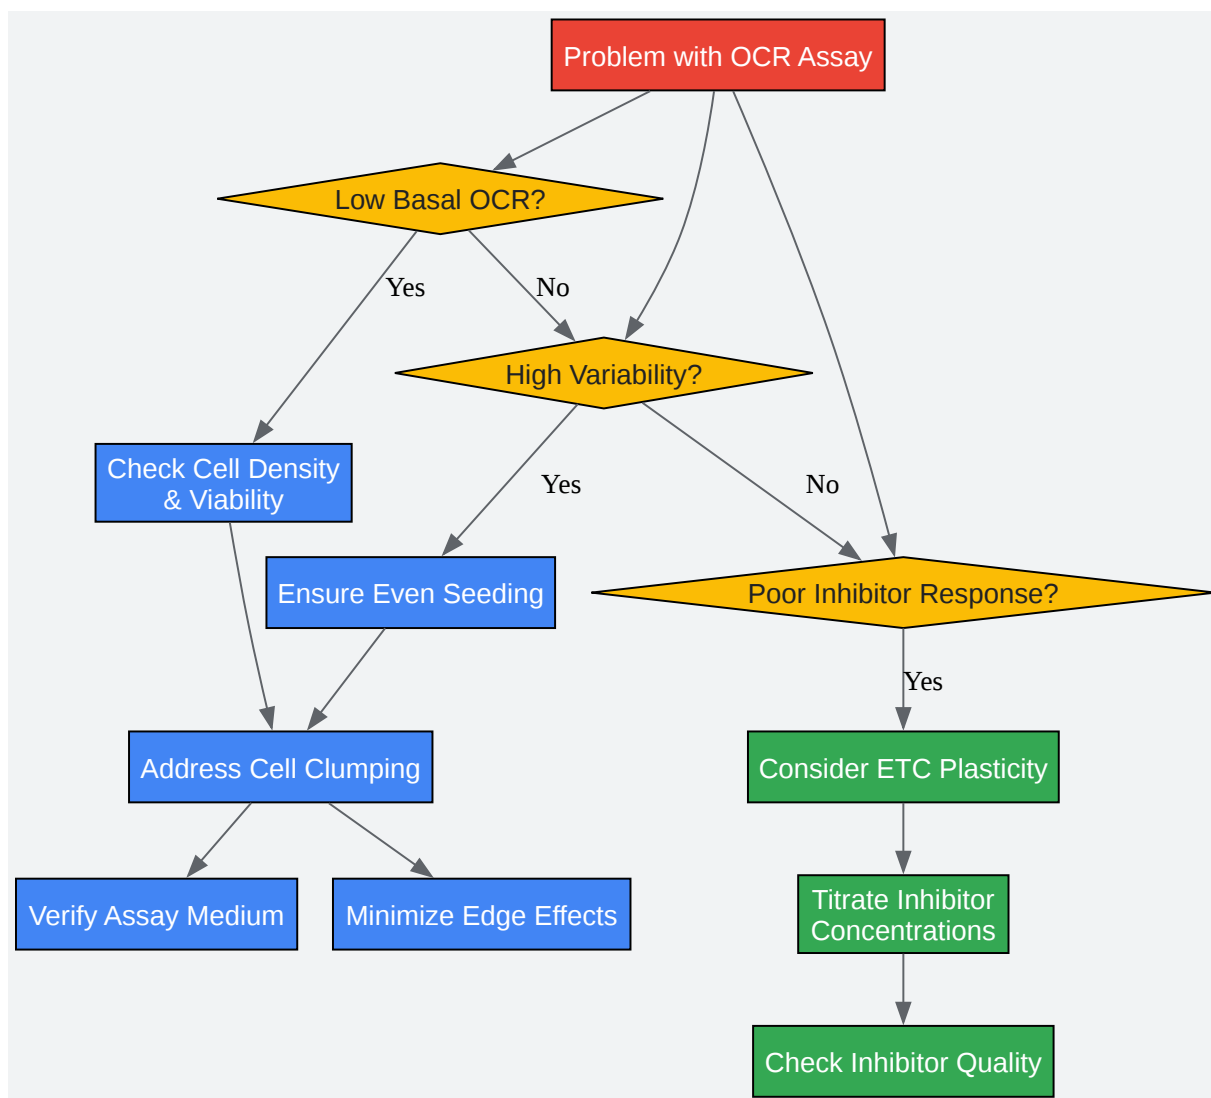 Problem with OCR Assay
Low Basal OCR?
Yes
No
High Variability?
Check Cell Density
& Viability
Yes
No
Ensure Even Seeding
Poor Inhibitor Response?
Yes
Address Cell Clumping
Consider ETC Plasticity
Verify Assay Medium
Minimize Edge Effects
Titrate Inhibitor
Concentrations
Check Inhibitor Quality